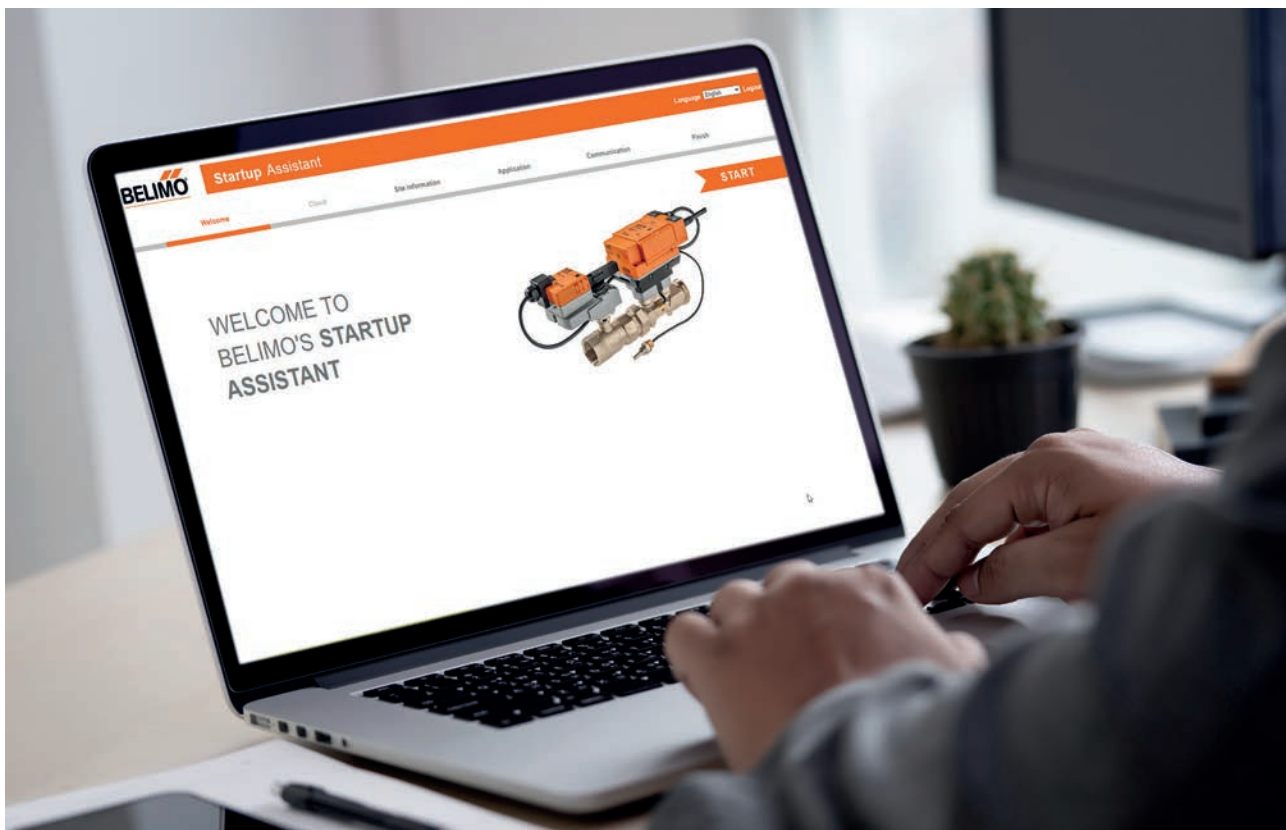 Language English Logout
BELIMO
Startup Assistant
Welcome
Cloud
Site information
Application
Communication
Finish
START
WELCOME TO
BELIMO'S STARTUP
ASSISTANT